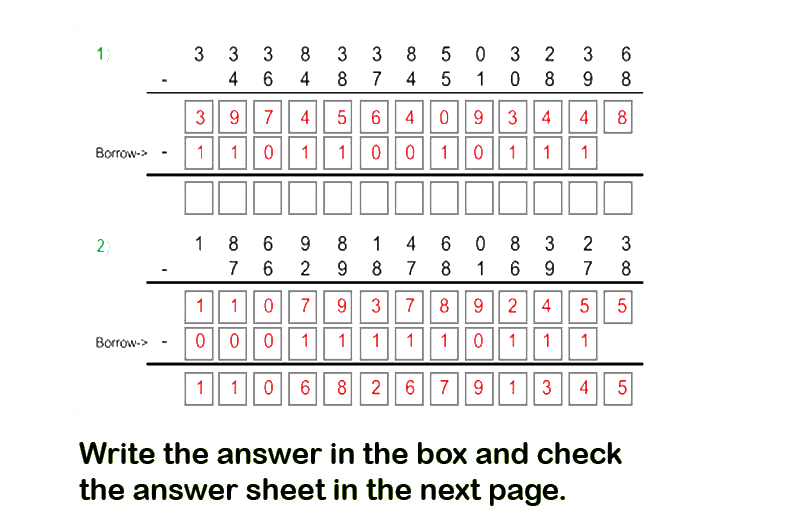 1) 3 3 3 8 3 3 8 5 0 3 2 3 6
- 4 6 4 8 7 4 5 1 0 8 9 8
3 9 7 4 5 6 4 0 9 3 4 4 8
Borrow-> - 1 1 0 1 1 0 0 1 0 1 1 1
2) 1 8 6 9 8 1 4 6 0 8 3 2 3
- 7 6 2 9 8 7 8 1 6 9 7 8
1 1 0 7 9 3 7 8 9 2 4 5 5
Borrow-> - 0 0 0 1 1 1 1 1 0 1 1 1
1 1 0 6 8 2 6 7 9 1 3 4 5
Write the answer in the box and check
the answer sheet in the next page.